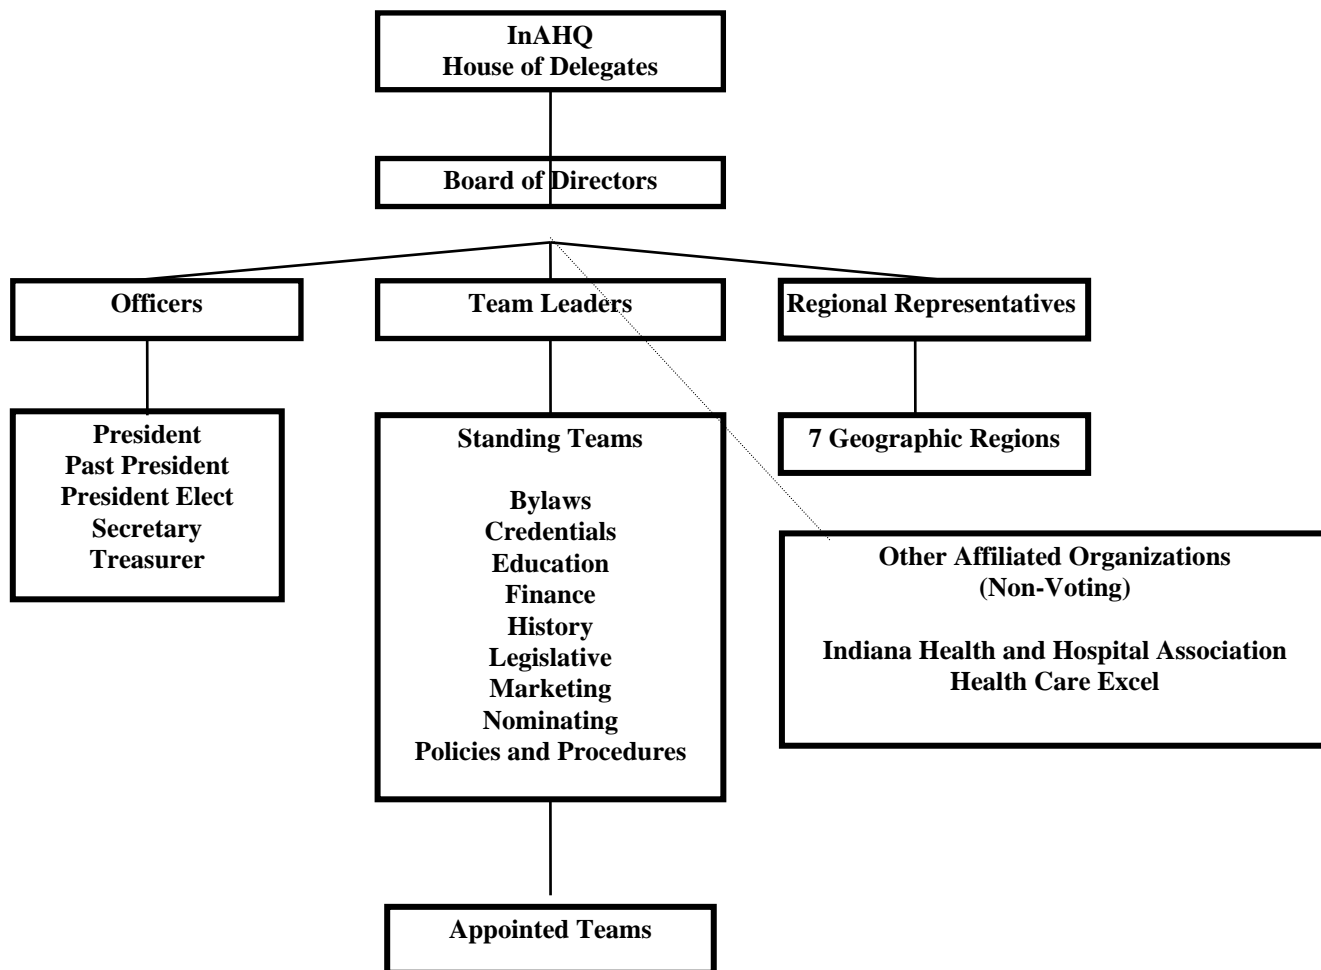 InAHQ
House of Delegates
Board of Directors
Officers
Team Leaders
Regional Representatives
President
Past President
President Elect
Secretary
Treasurer
Standing Teams
Bylaws
Credentials
Education
Finance
History
Legislative
Marketing
Nominating
Policies and Procedures
7 Geographic Regions
Other Affiliated Organizations
(Non-Voting)
Indiana Health and Hospital Association
Health Care Excel
Appointed Teams